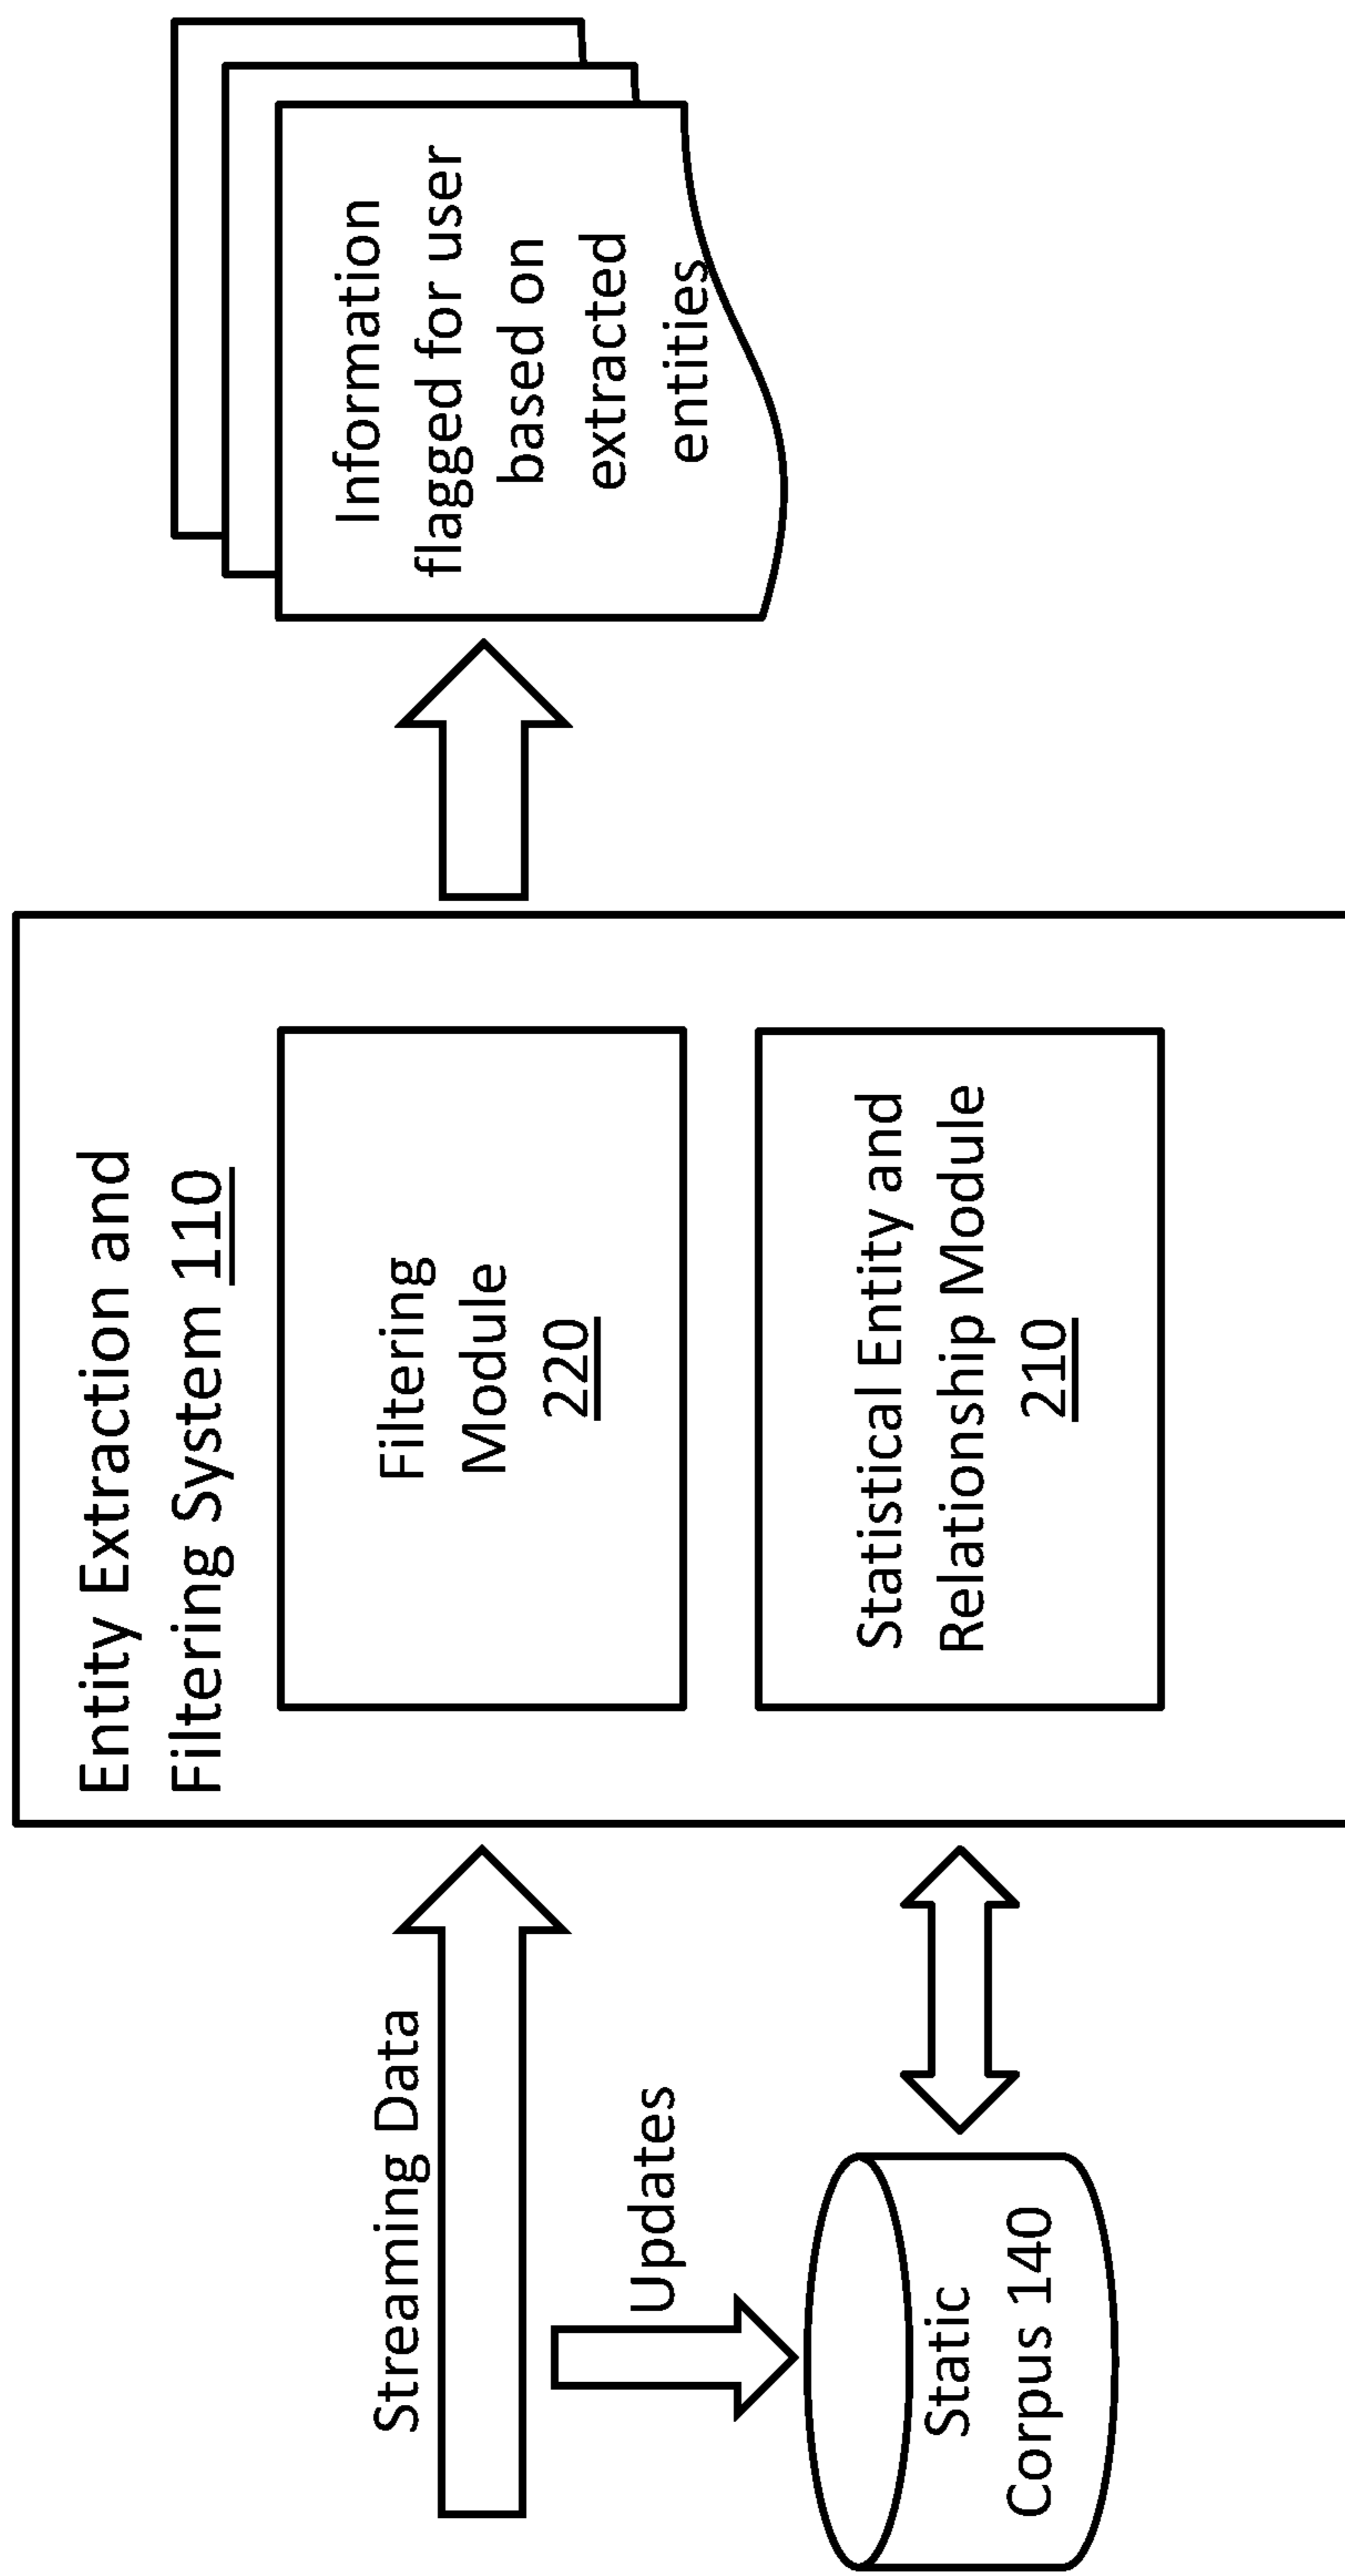 Streaming Data
Updates
Static
Corpus 140
Entity Extraction and
Filtering System 110
Filtering
Module
220
Statistical Entity and
Relationship Module
210
Information
flagged for user
based on
extracted
entities